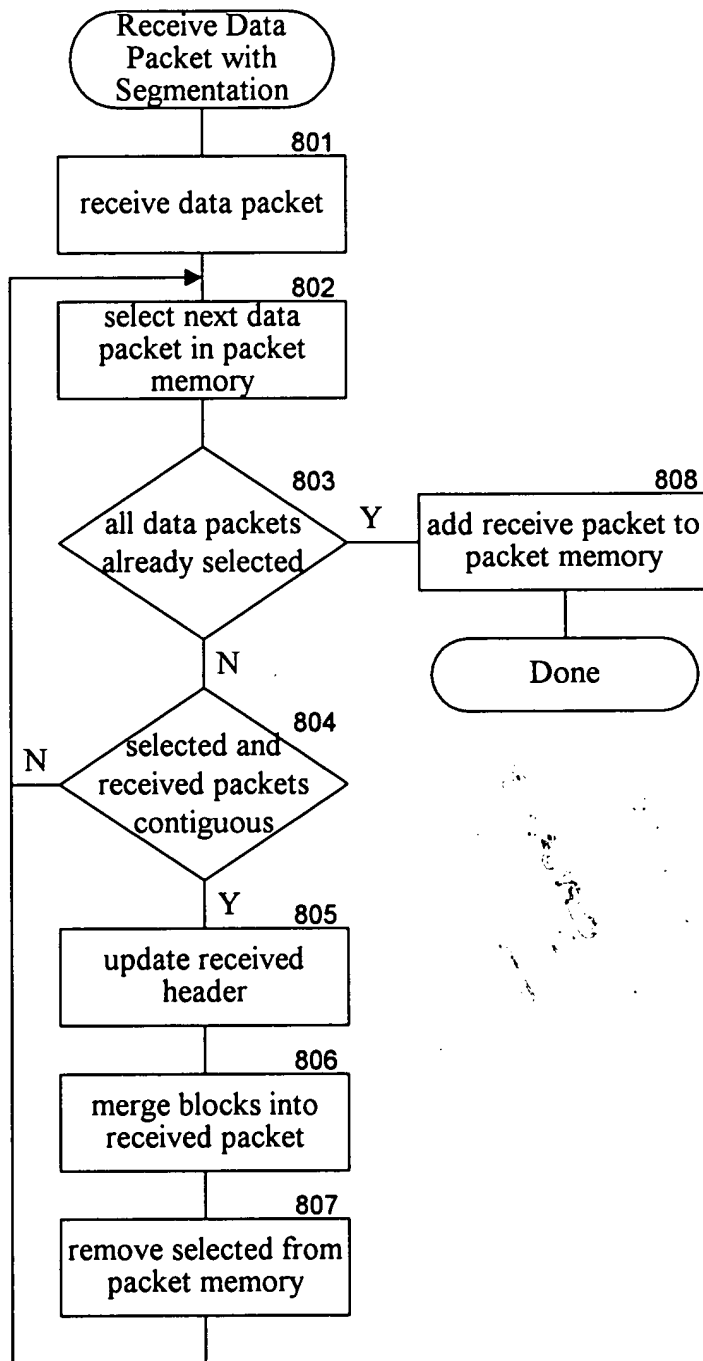 Receive Data
Packet with
Segmentation
801
receive data packet
802
select next data
packet in packet
memory
803
all data packets
already selected
Y
808
add receive packet to
packet memory
Done
N
804
selected and
received packets
contiguous
N
Y
805
update received
header
806
merge blocks into
received packet
807
remove selected from
packet memory